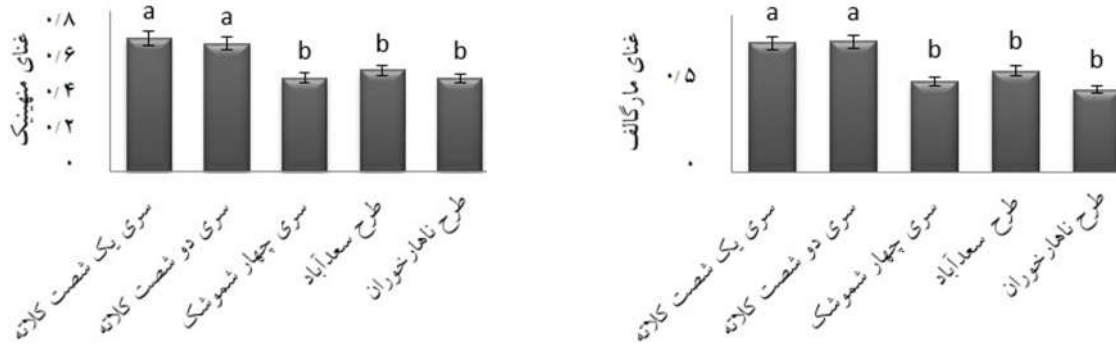 غنای منهینیک
۰/۸
۰/۶
۰/۴
۰/۲
۰
a
a
b
b
b
سری یک شصت کلاته
سری دو شصت کلاته
سری چهار شموشک
طرح سعدآباد
طرح ناهارخوران
غنای مارگالف
۰/۵
۰
a
a
b
b
b
سری یک شصت کلاته
سری دو شصت کلاته
سری چهار شموشک
طرح سعدآباد
طرح ناهارخوران